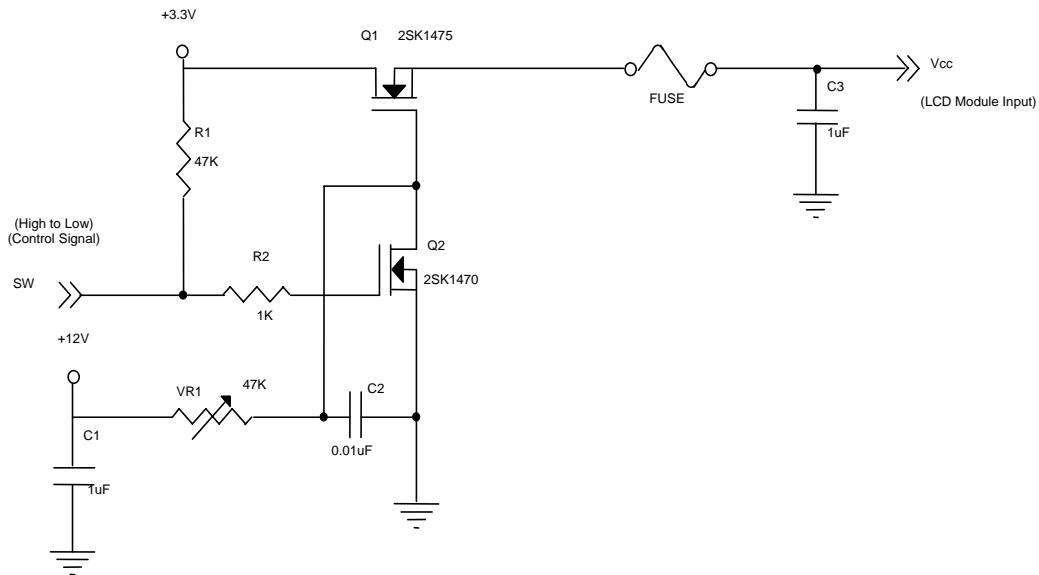 +3.3V
Q1
2SK1475
Vcc
FUSE
C3
(LCD Module Input)
R1
1uF
47K
(High to Low)
(Control Signal)
Q2
R2
SW
2SK1470
1K
+12V
VR1
47K
C2
C1
0.01uF
1uF